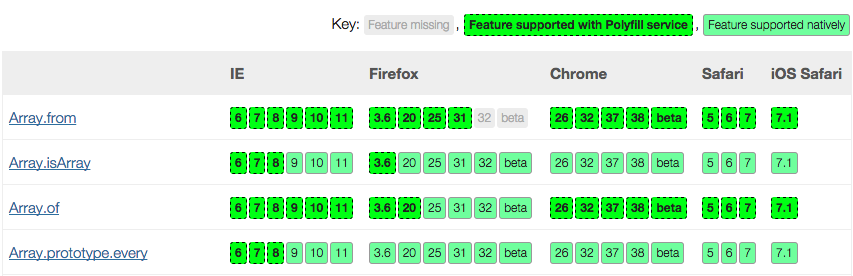 Key: Feature missing , Feature supported with Polyfill service , Feature supported natively
IE Firefox Chrome Safari iOS Safari
Array.from 6 7 8 9 10 11 3.6 20 25 31 32 beta 26 32 37 38 beta 5 6 7 7.1
Array.isArray 6 7 8 9 10 11 3.6 20 25 31 32 beta 26 32 37 38 beta 5 6 7 7.1
Array.of 6 7 8 9 10 11 3.6 20 25 31 32 beta 26 32 37 38 beta 5 6 7 7.1
Array.prototype.every 6 7 8 9 10 11 3.6 20 25 31 32 beta 26 32 37 38 beta 5 6 7 7.1